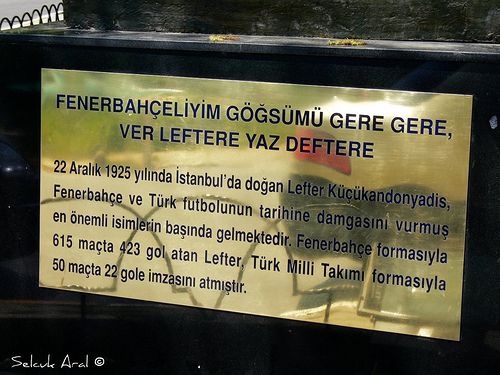 FENERBAHÇELİYİM GÖĞSÜMÜ GERE GERE,
VER LEFTERE YAZ DEFTERE
22 Aralık 1925 yılında İstanbul'da doğan Lefter Küçükandonyadis,
Fenerbahçe ve Türk futbolunun tarihine damgasını vurmuş
en önemli isimlerin başında gelmektedir. Fenerbahçe formasıyla
615 maçta 423 gol atan Lefter, Türk Milli Takımı formasıyla
50 maçta 22 gole imzasını atmıştır.
Selcuk Aral ©